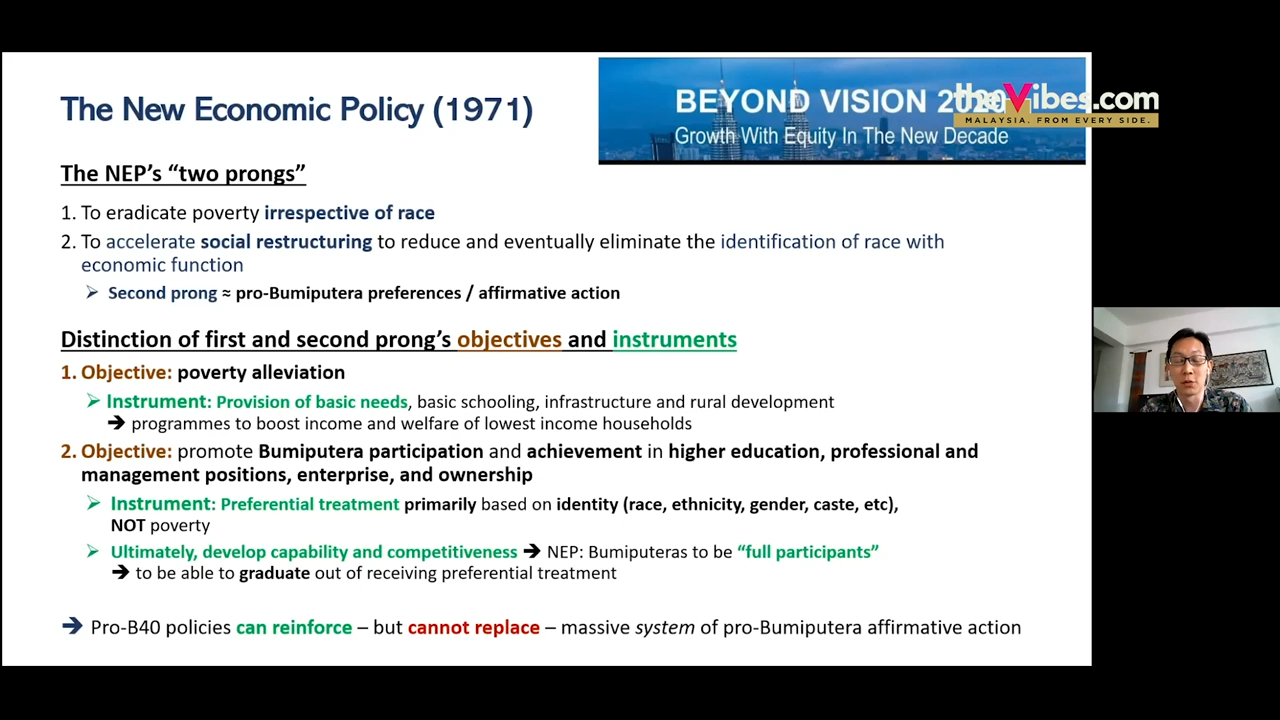 The New Economic Policy (1971)
BEYOND VISION 2020
Growth With Equity In The New Decade
theVibes.com
MALAYSIA. FROM EVERY SIDE.
The NEP's “two prongs”
1. To eradicate poverty irrespective of race
2. To accelerate social restructuring to reduce and eventually eliminate the identification of race with
economic function
➢ Second prong ≈ pro-Bumiputera preferences / affirmative action
Distinction of first and second prong's objectives and instruments
1. Objective: poverty alleviation
➢ Instrument: Provision of basic needs, basic schooling, infrastructure and rural development
➔ programmes to boost income and welfare of lowest income households
2. Objective: promote Bumiputera participation and achievement in higher education, professional and
management positions, enterprise, and ownership
➢ Instrument: Preferential treatment primarily based on identity (race, ethnicity, gender, caste, etc),
NOT poverty
➢ Ultimately, develop capability and competitiveness ➔ NEP: Bumiputeras to be “full participants”
➔ to be able to graduate out of receiving preferential treatment
➔ Pro-B40 policies can reinforce – but cannot replace – massive system of pro-Bumiputera affirmative action